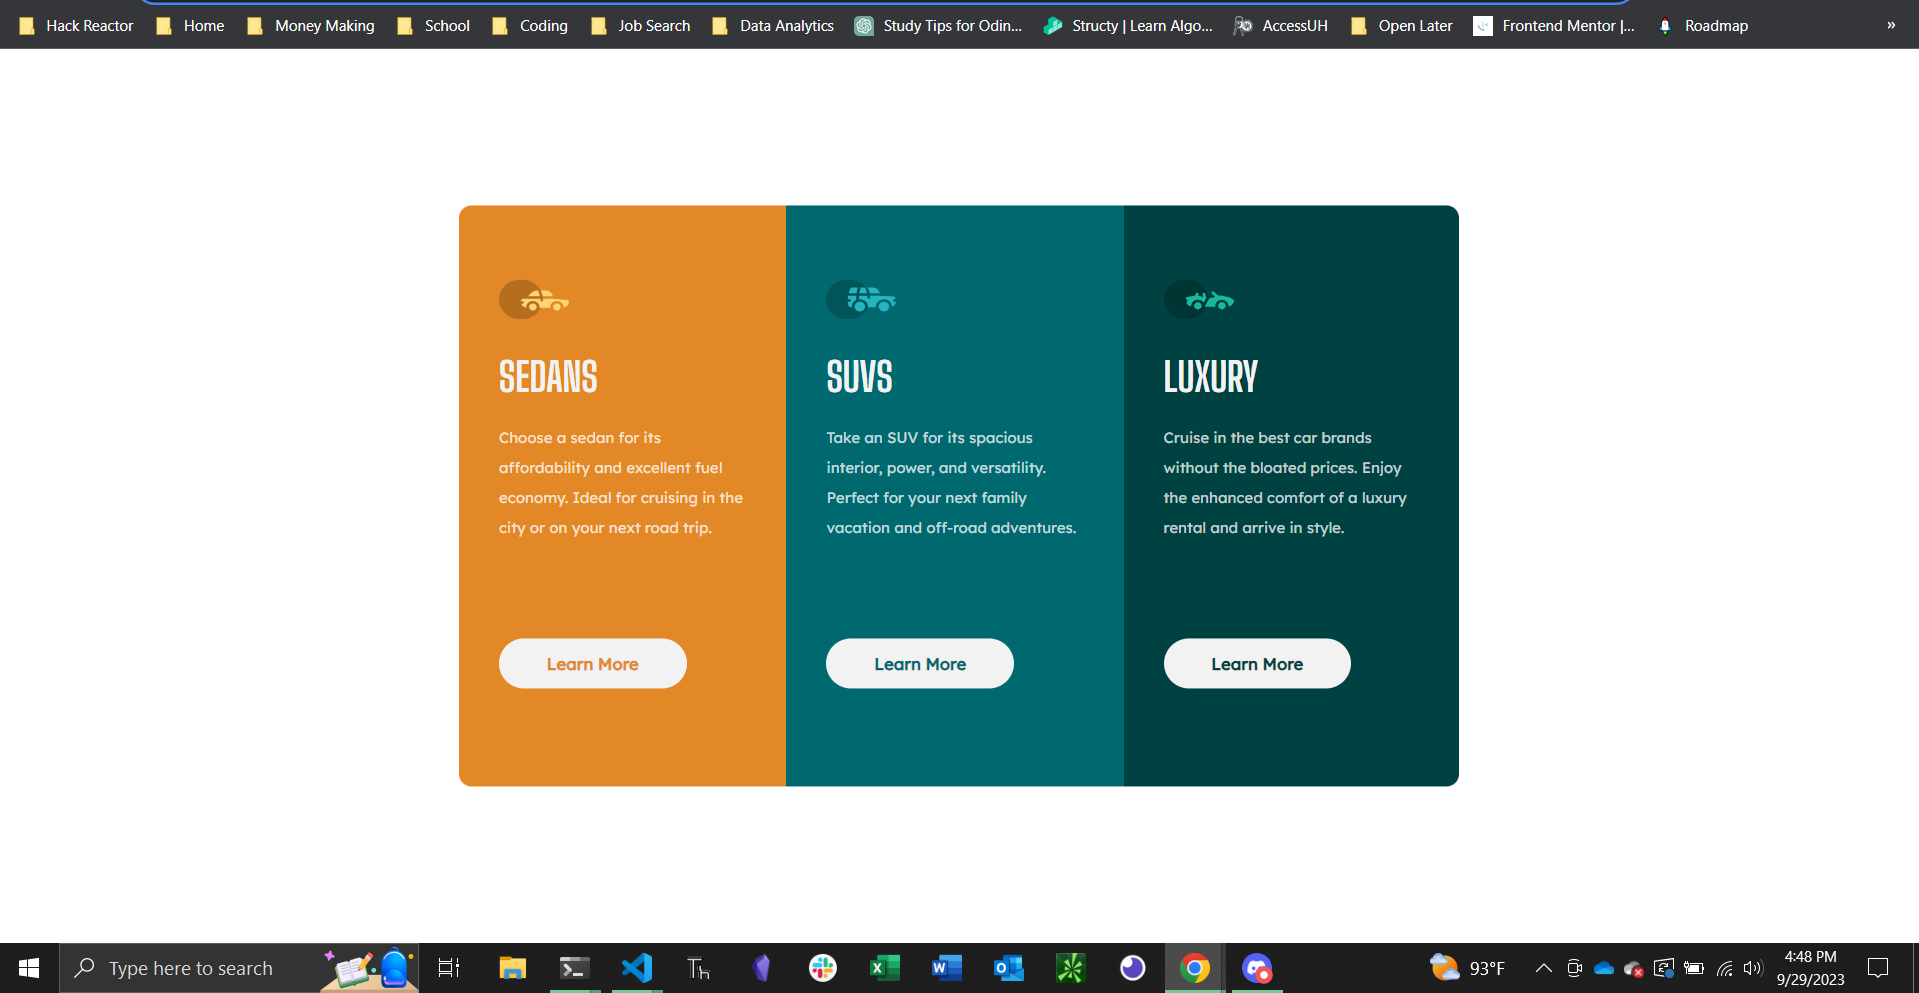 Hack Reactor
Home
Money Making
School
Coding
Job Search
Data Analytics
Study Tips for Odin...
Structy | Learn Algo...
AccessUH
Open Later
Frontend Mentor |...
Roadmap
»
SEDANS
Choose a sedan for its
affordability and excellent fuel
economy. Ideal for cruising in the
city or on your next road trip.
Learn More
SUVS
Take an SUV for its spacious
interior, power, and versatility.
Perfect for your next family
vacation and off-road adventures.
Learn More
LUXURY
Cruise in the best car brands
without the bloated prices. Enjoy
the enhanced comfort of a luxury
rental and arrive in style.
Learn More
Type here to search
Th
93°F
4:48 PM
9/29/2023